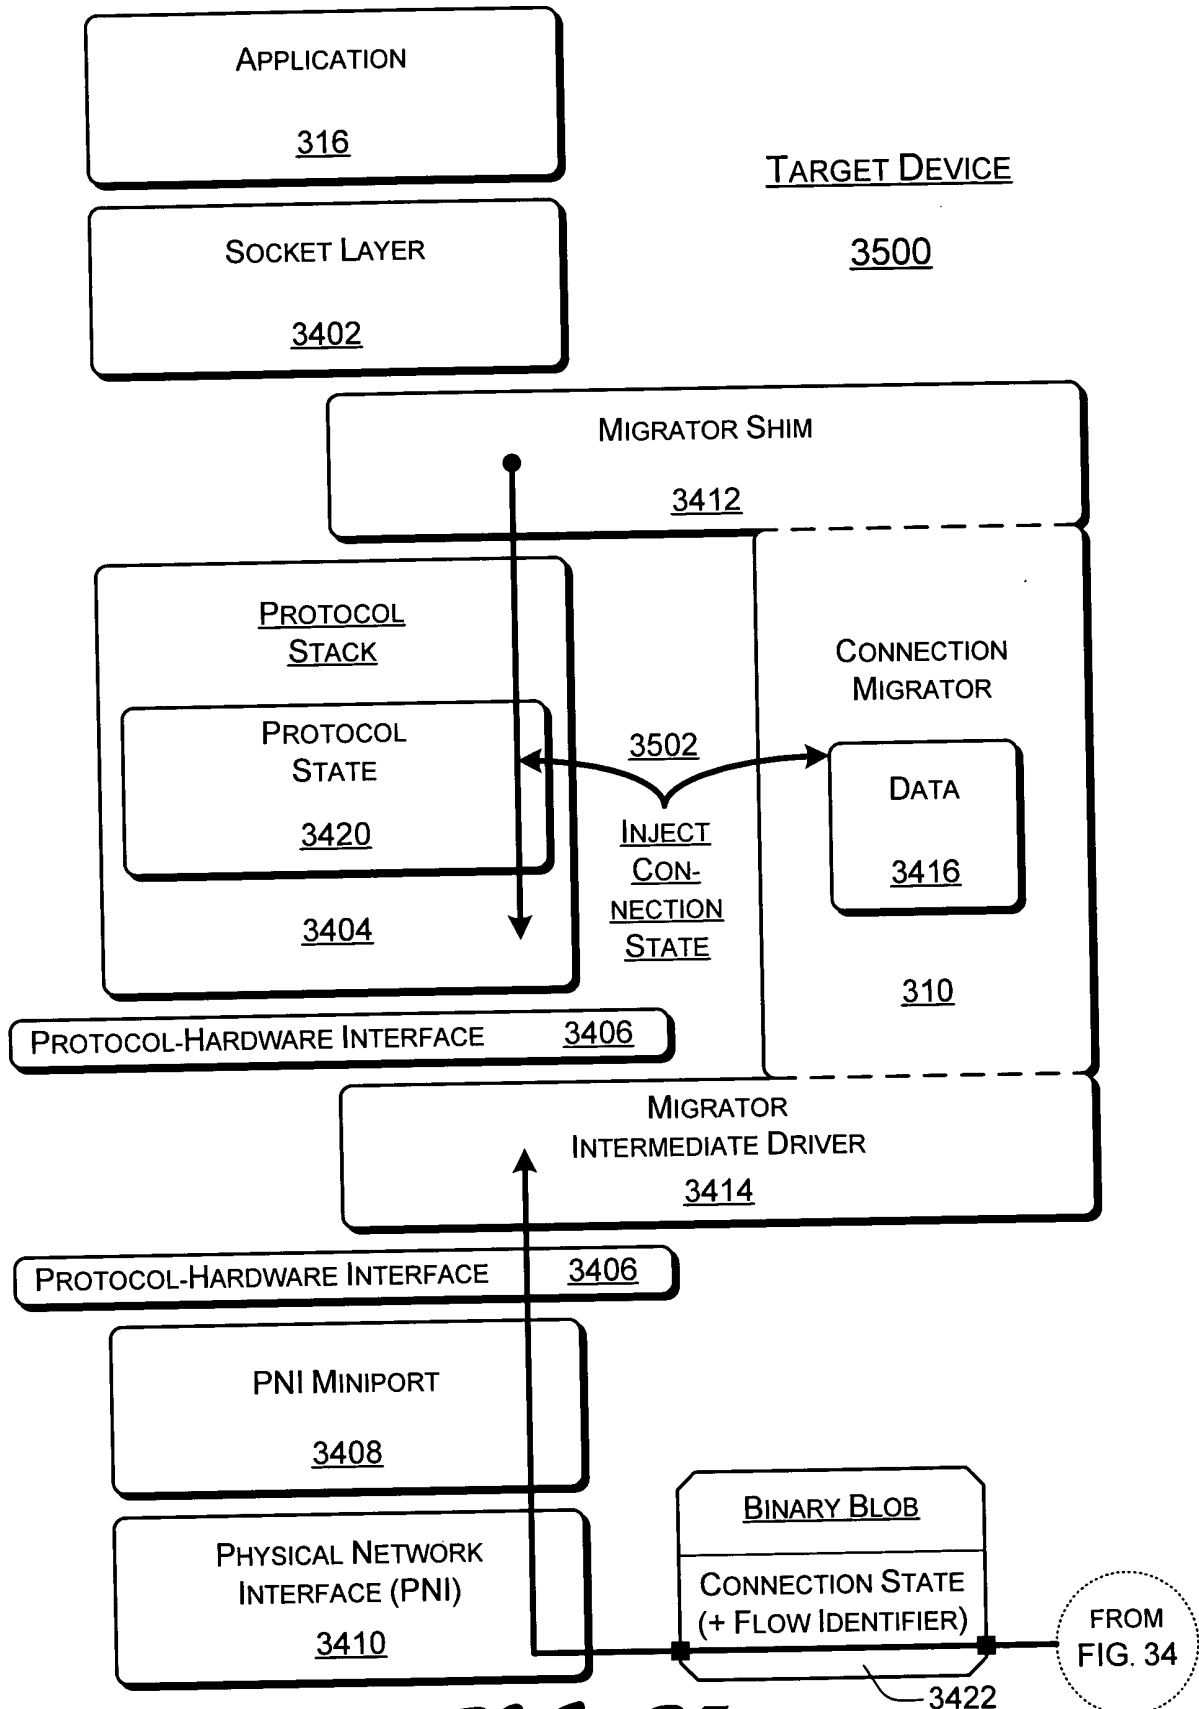 APPLICATION
316
TARGET DEVICE
3500
SOCKET LAYER
3402
MIGRATOR SHIM
3412
PROTOCOL
STACK
PROTOCOL
STATE
3420
3404
3502
INJECT
CON-
NECTION
STATE
CONNECTION
MIGRATOR
DATA
3416
310
PROTOCOL-HARDWARE INTERFACE 3406
MIGRATOR
INTERMEDIATE DRIVER
3414
PROTOCOL-HARDWARE INTERFACE 3406
PNI MINIPORT
3408
PHYSICAL NETWORK
INTERFACE (PNI)
3410
BINARY BLOB
CONNECTION STATE
(+ FLOW IDENTIFIER)
3422
FROM
FIG. 34